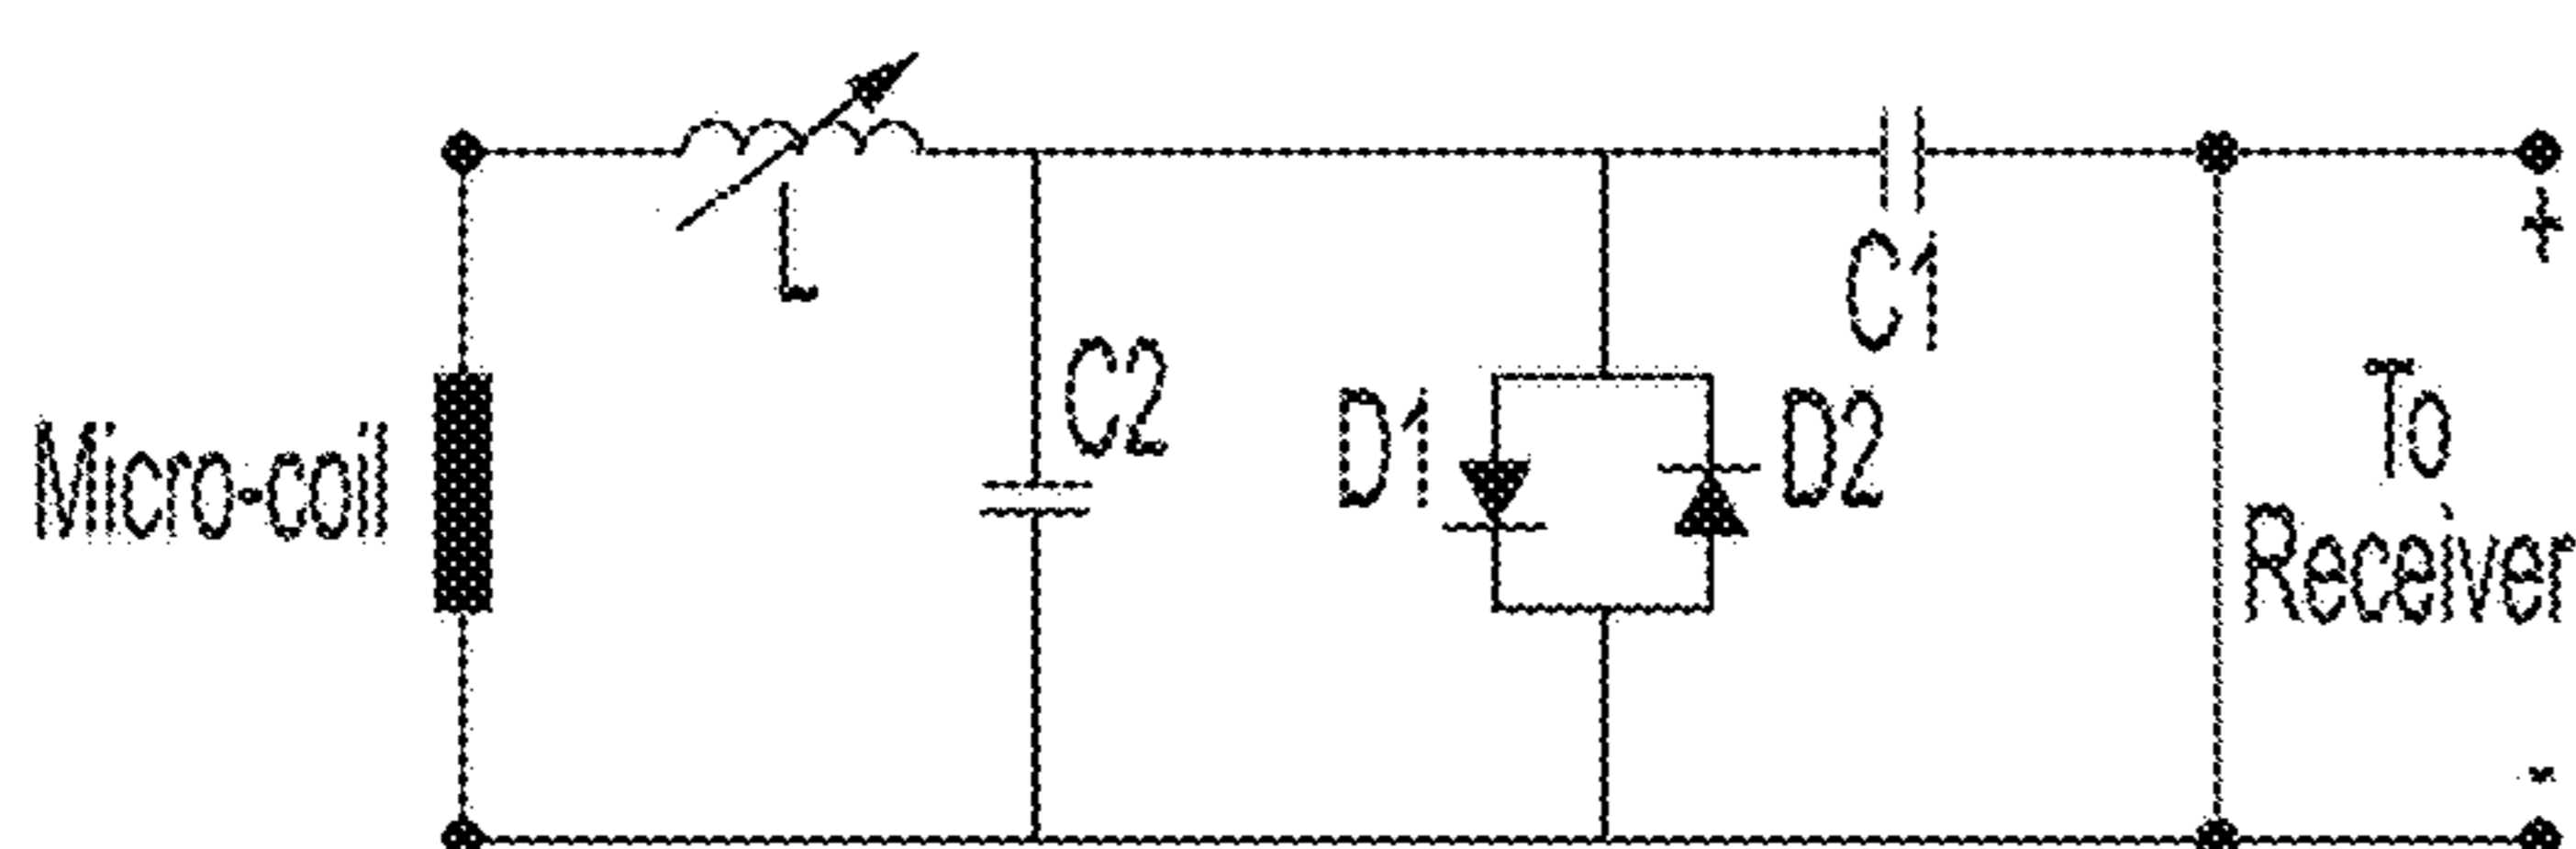 L
C1
+
C2
D1
D2
Micro-coil
To
Receiver
-